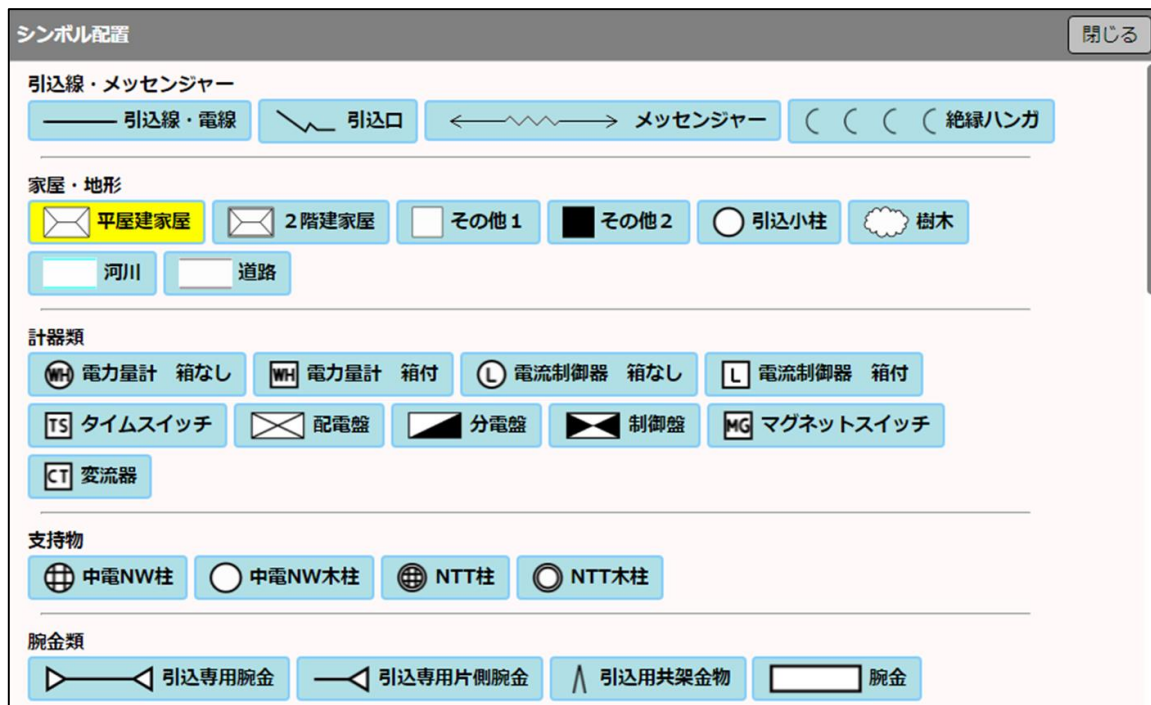 シンボル配置 閉じる
引込線・メッセンジャー
引込線・電線 引込口 メッセンジャー 絶縁ハンガ
家屋・地形
平屋建家屋 2階建家屋 その他1 その他2 引込小柱 樹木
河川 道路
計器類
WH 電力量計 箱なし WH 電力量計 箱付 L 電流制御器 箱なし L 電流制御器 箱付
TS タイムスイッチ 配電盤 分電盤 制御盤 MG マグネットスイッチ
CT 変流器
支持物
中電NW柱 中電NW木柱 NTT柱 NTT木柱
腕金類
引込専用腕金 引込専用片側腕金 引込用共架金物 腕金